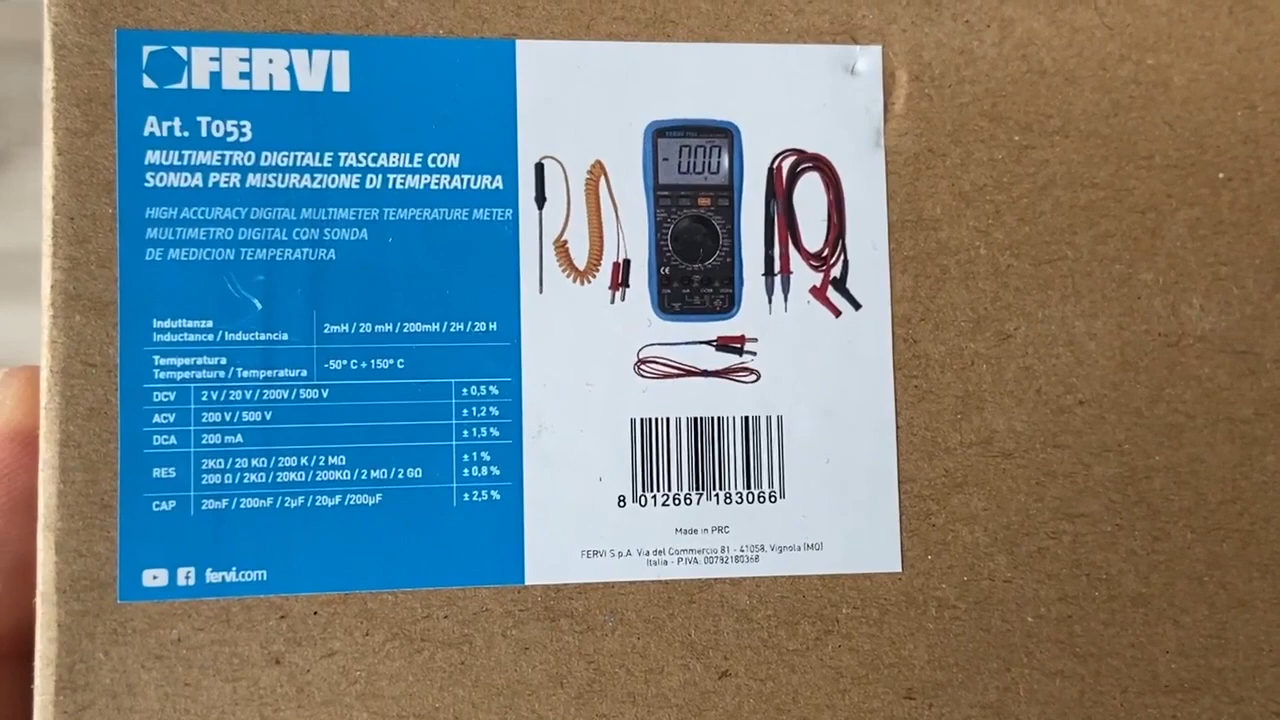 FERVI
Art. T053
MULTIMETRO DIGITALE TASCABILE CON
SONDA PER MISURAZIONE DI TEMPERATURA
HIGH ACCURACY DIGITAL MULTIMETER TEMPERATURE METER
MULTIMETRO DIGITAL CON SONDA
DE MEDICION TEMPERATURA
Induttanza
Inductance / Inductancia
2mH / 20 mH / 200mH / 2H / 20 H
Temperatura
Temperature / Temperatura
-50° C ÷ 150° C
DCV 2 V / 20 V / 200V / 500 V ± 0,5 %
ACV 200 V / 500 V ± 1,2 %
DCA 200 mA ± 1,5 %
RES
2KΩ / 20 KΩ / 200 K / 2 MΩ ± 1 %
200 Ω / 2KΩ / 20KΩ / 200KΩ / 2 MΩ / 2 GΩ ± 0,8 %
CAP 20nF / 200nF / 2µF / 20µF /200µF ± 2,5 %
fervi.com
FERVI
- 0.00
CE
8 012667 183066
Made in PRC
FERVI S.p.A. Via del Commercio 81 - 41058, Vignola (MO)
Italia - P.IVA: 00782180368